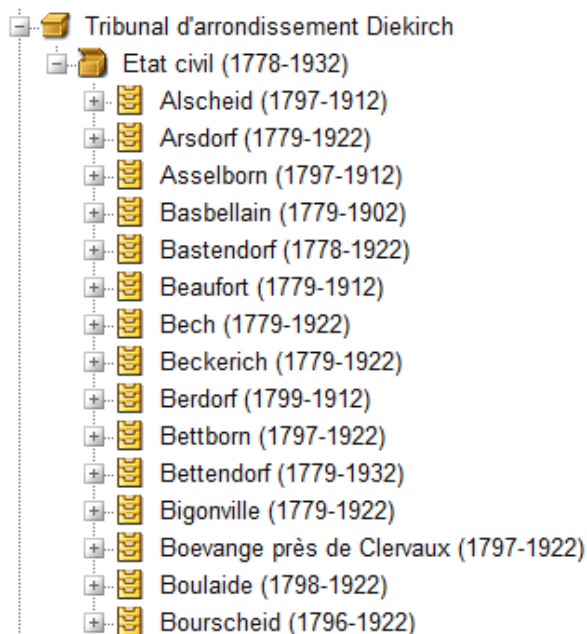 Tribunal d'arrondissement Diekirch
Etat civil (1778-1932)
Alscheid (1797-1912)
Arsdorf (1779-1922)
Asselborn (1797-1912)
Basbellain (1779-1902)
Bastendorf (1778-1922)
Beaufort (1779-1912)
Bech (1779-1922)
Beckerich (1779-1922)
Berdorf (1799-1912)
Bettborn (1797-1922)
Bettendorf (1779-1932)
Bigonville (1779-1922)
Boevange près de Clervaux (1797-1922)
Boulaide (1798-1922)
Bourscheid (1796-1922)